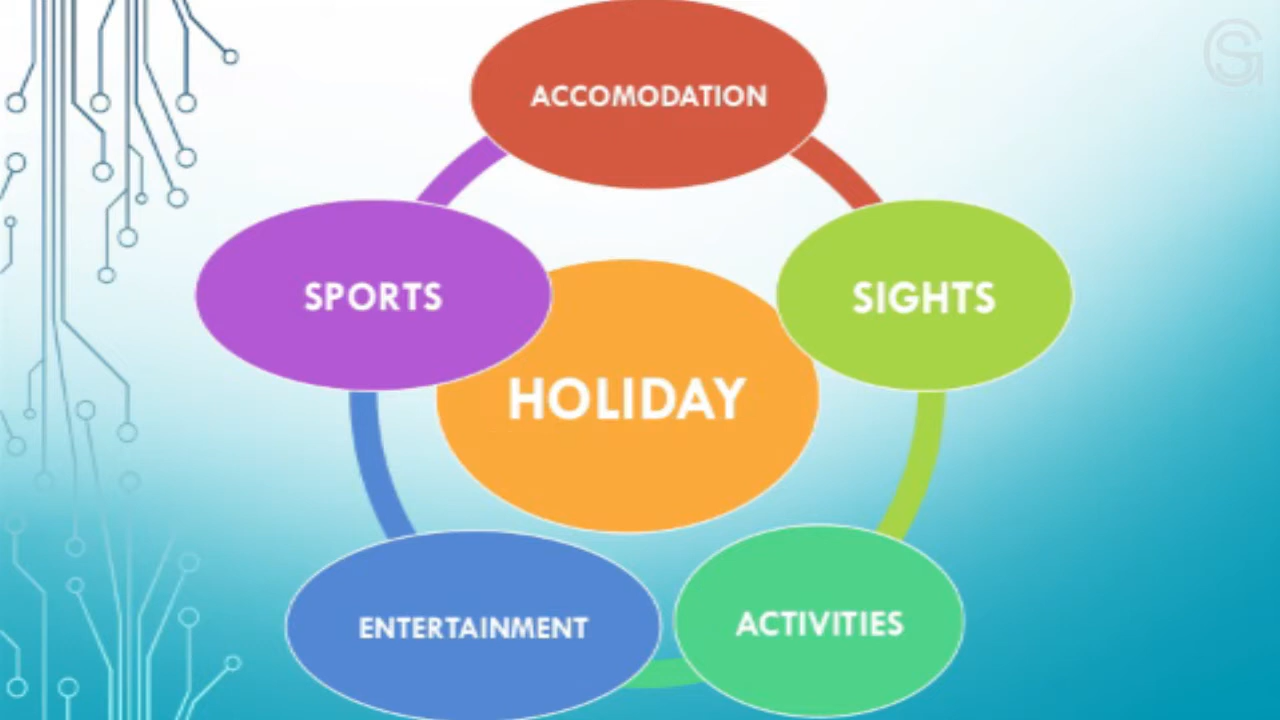 ACCOMODATION
SPORTS
SIGHTS
HOLIDAY
ENTERTAINMENT
ACTIVITIES